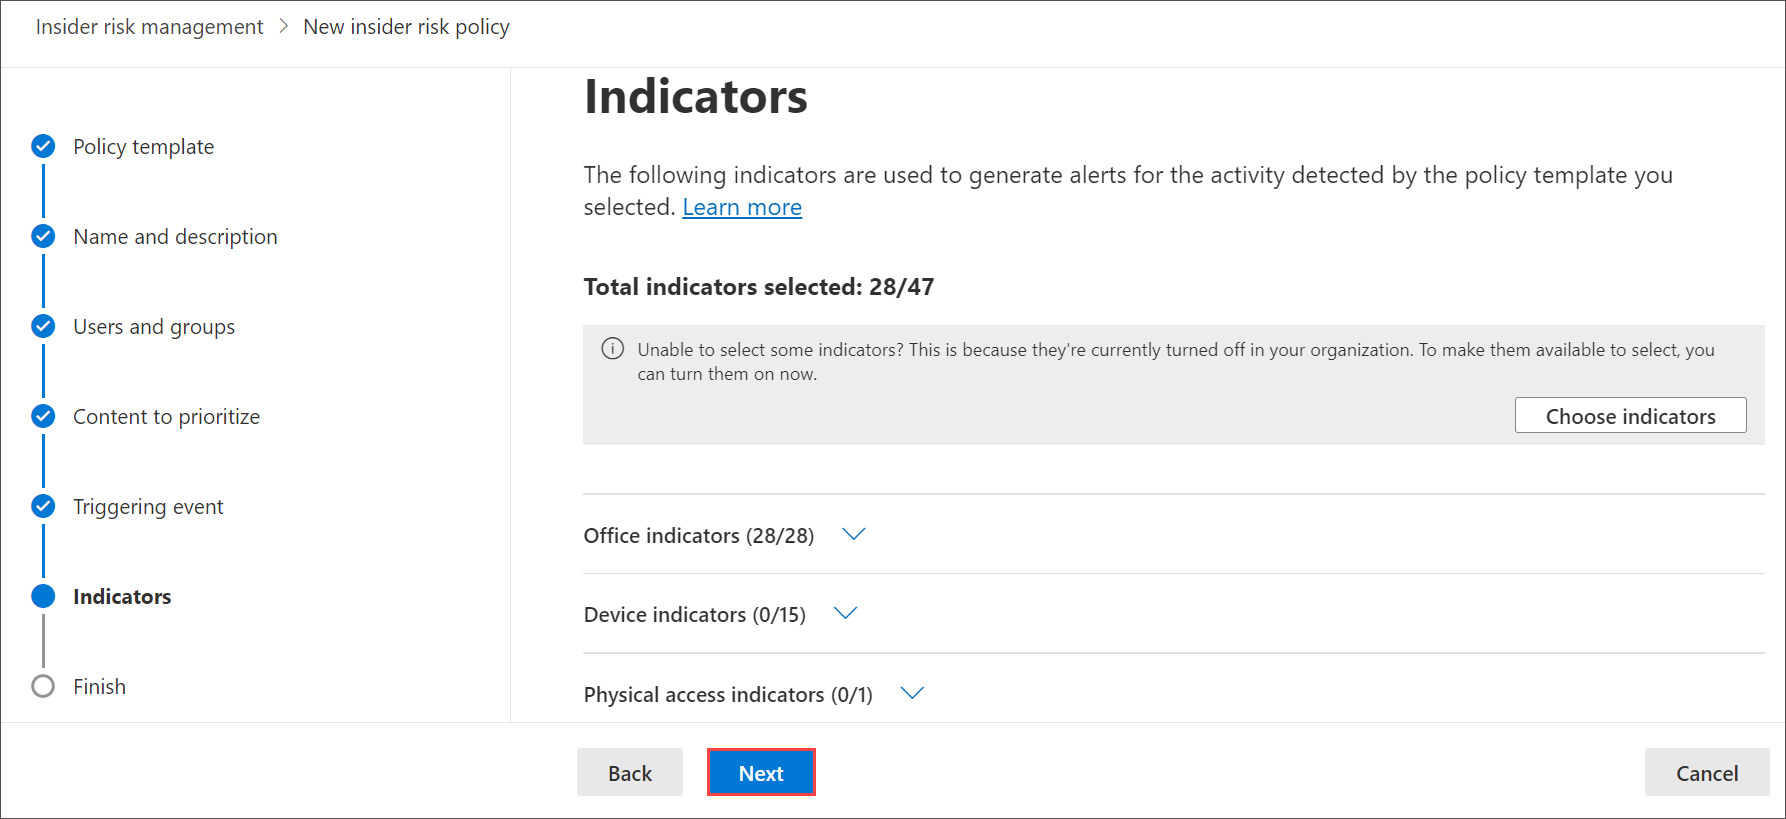 Insider risk management > New insider risk policy
Policy template
Name and description
Users and groups
Content to prioritize
Triggering event
Indicators
Finish
Indicators
The following indicators are used to generate alerts for the activity detected by the policy template you
selected. Learn more
Total indicators selected: 28/47
Unable to select some indicators? This is because they're currently turned off in your organization. To make them available to select, you
can turn them on now.
Choose indicators
Office indicators (28/28)
Device indicators (0/15)
Physical access indicators (0/1)
Back
Next
Cancel